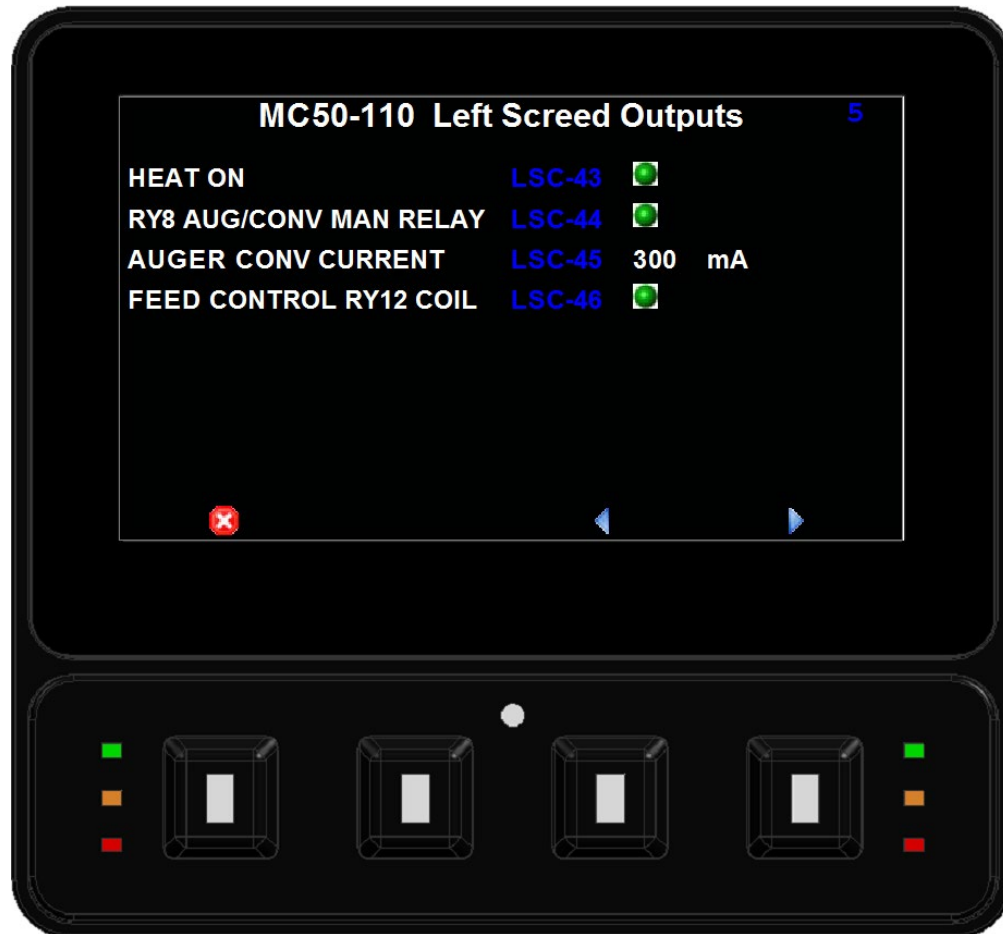 MC50-110 Left Screed Outputs 5
HEAT ON LSC-43
RY8 AUG/CONV MAN RELAY LSC-44
AUGER CONV CURRENT LSC-45 300 mA
FEED CONTROL RY12 COIL LSC-46